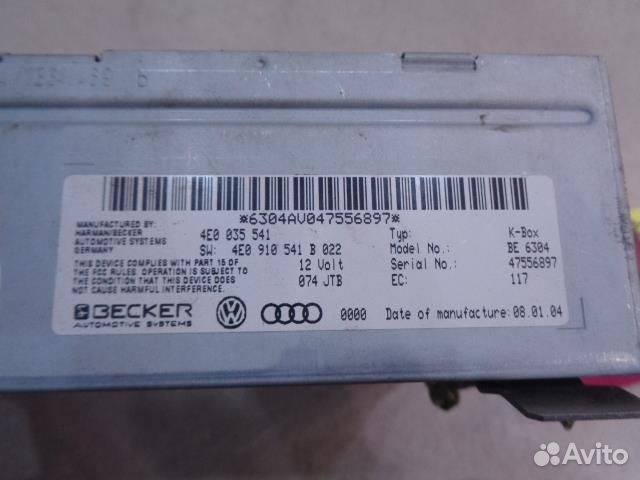 *6304AV047556897*
MANUFACTURED BY:
HARMAN/BECKER
AUTOMOTIVE SYSTEMS
GERMANY
4E0 035 541
SW: 4E0 910 541 B 022
Typ: K-Box
Model No.: BE 6304
THIS DEVICE COMPLIES WITH PART 15 OF
THE FCC RULES. OPERATION IS SUBJECT TO
THE CONDITION THAT THIS DEVICE DOES
NOT CAUSE HARMFUL INTERFERENCE.
12 Volt
074 JTB
Serial No.: 47556897
EC: 117
BECKER
AUTOMOTIVE SYSTEMS
0000 Date of manufacture: 08.01.04
Avito